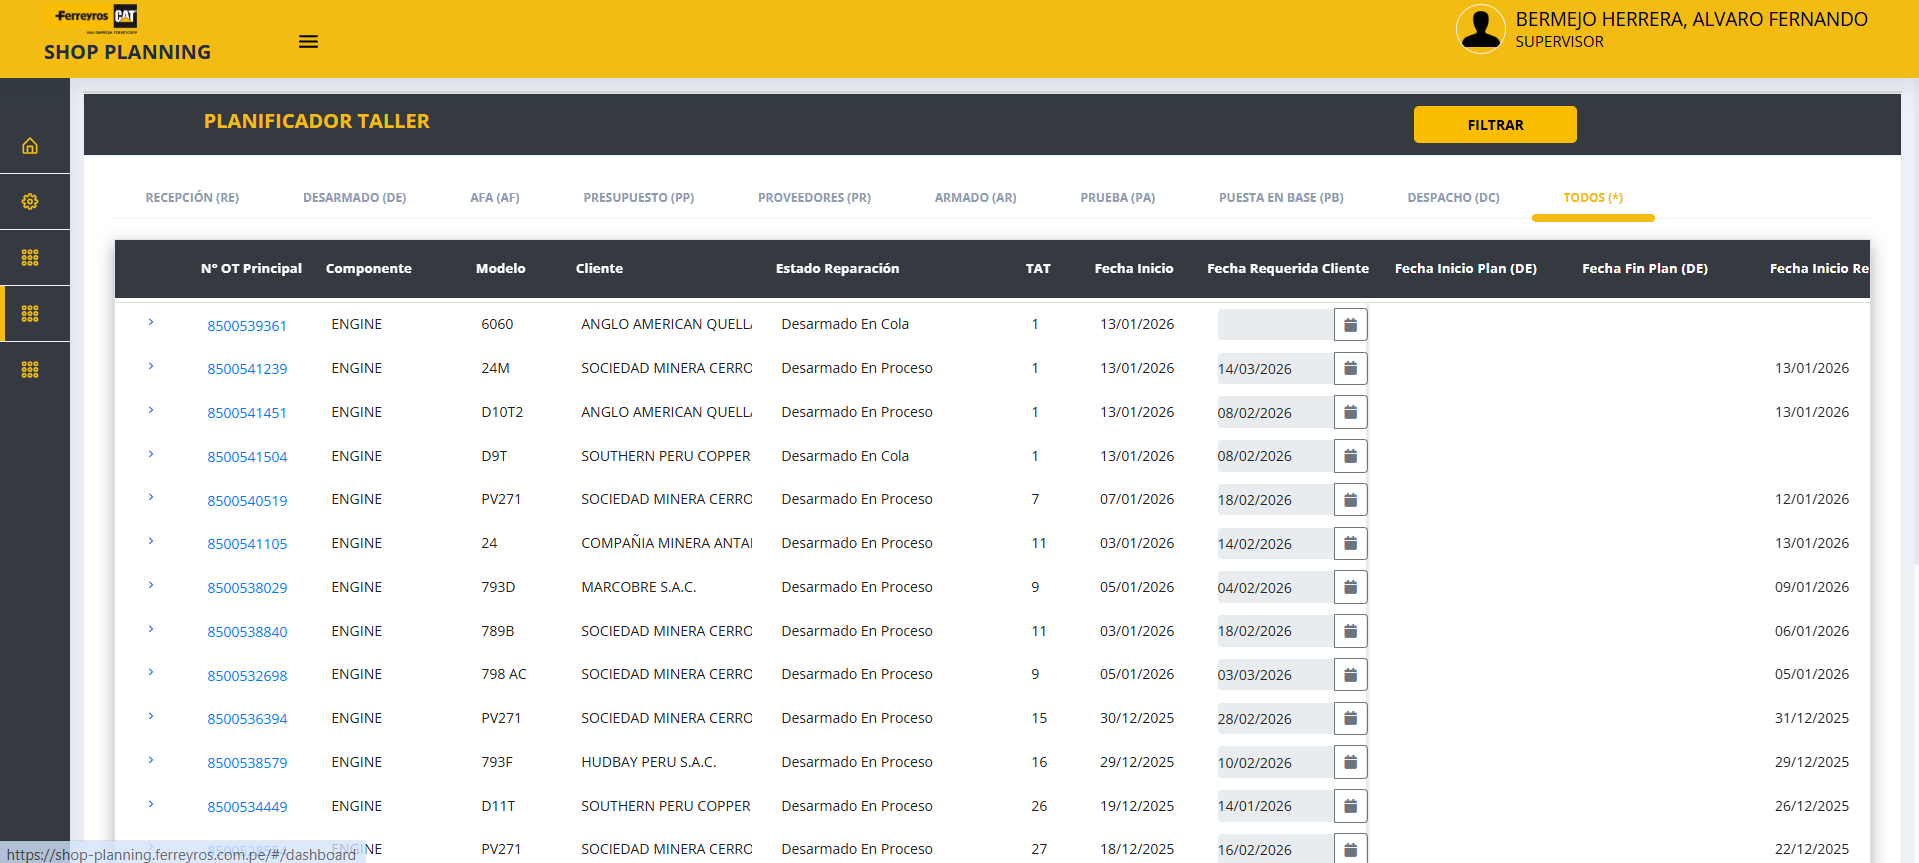 Ferreyros CAT
UNA EMPRESA FERREYCORP
SHOP PLANNING
BERMEJO HERRERA, ALVARO FERNANDO
SUPERVISOR
PLANIFICADOR TALLER
FILTRAR
RECEPCIÓN (RE) DESARMADO (DE) AFA (AF) PRESUPUESTO (PP) PROVEEDORES (PR) ARMADO (AR) PRUEBA (PA) PUESTA EN BASE (PB) DESPACHO (DC) TODOS (*)
N° OT Principal Componente Modelo Cliente Estado Reparación TAT Fecha Inicio Fecha Requerida Cliente Fecha Inicio Plan (DE) Fecha Fin Plan (DE) Fecha Inicio Re
8500539361 ENGINE 6060 ANGLO AMERICAN QUELL Desarmado En Cola 1 13/01/2026
8500541239 ENGINE 24M SOCIEDAD MINERA CERRO Desarmado En Proceso 1 13/01/2026 14/03/2026 13/01/2026
8500541451 ENGINE D10T2 ANGLO AMERICAN QUELL Desarmado En Proceso 1 13/01/2026 08/02/2026 13/01/2026
8500541504 ENGINE D9T SOUTHERN PERU COPPER Desarmado En Cola 1 13/01/2026 08/02/2026
8500540519 ENGINE PV271 SOCIEDAD MINERA CERRO Desarmado En Proceso 7 07/01/2026 18/02/2026 12/01/2026
8500541105 ENGINE 24 COMPAÑIA MINERA ANTA Desarmado En Proceso 11 03/01/2026 14/02/2026 13/01/2026
8500538029 ENGINE 793D MARCOBRE S.A.C. Desarmado En Proceso 9 05/01/2026 04/02/2026 09/01/2026
8500538840 ENGINE 789B SOCIEDAD MINERA CERRO Desarmado En Proceso 11 03/01/2026 18/02/2026 06/01/2026
8500532698 ENGINE 798 AC SOCIEDAD MINERA CERRO Desarmado En Proceso 9 05/01/2026 03/03/2026 05/01/2026
8500536394 ENGINE PV271 SOCIEDAD MINERA CERRO Desarmado En Proceso 15 30/12/2025 28/02/2026 31/12/2025
8500538579 ENGINE 793F HUDBAY PERU S.A.C. Desarmado En Proceso 16 29/12/2025 10/02/2026 29/12/2025
8500534449 ENGINE D11T SOUTHERN PERU COPPER Desarmado En Proceso 26 19/12/2025 14/01/2026 26/12/2025
ENGINE PV271 SOCIEDAD MINERA CERRO Desarmado En Proceso 27 18/12/2025 16/02/2026 22/12/2025
https://shop-planning.ferreyros.com.pe/#/dashboard